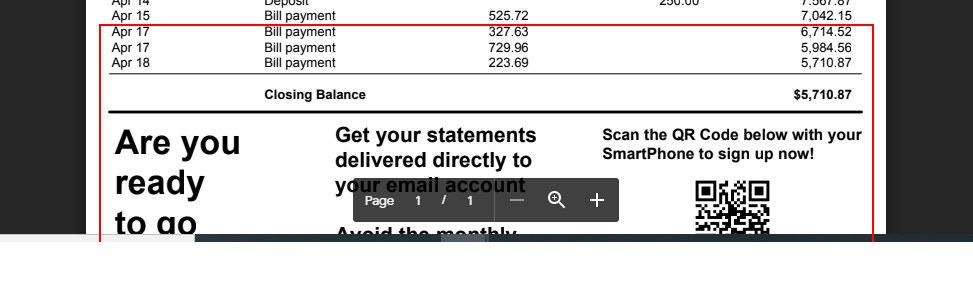 Apr 14 Deposit 250.00 7.567.87
Apr 15 Bill payment 525.72 7,042.15
Apr 17 Bill payment 327.63 6,714.52
Apr 17 Bill payment 729.96 5,984.56
Apr 18 Bill payment 223.69 5,710.87
Closing Balance $5,710.87
Are you
ready
to go
Get your statements
delivered directly to
your email account
Avoid the monthly
Scan the QR Code below with your
SmartPhone to sign up now!
Page 1 / 1